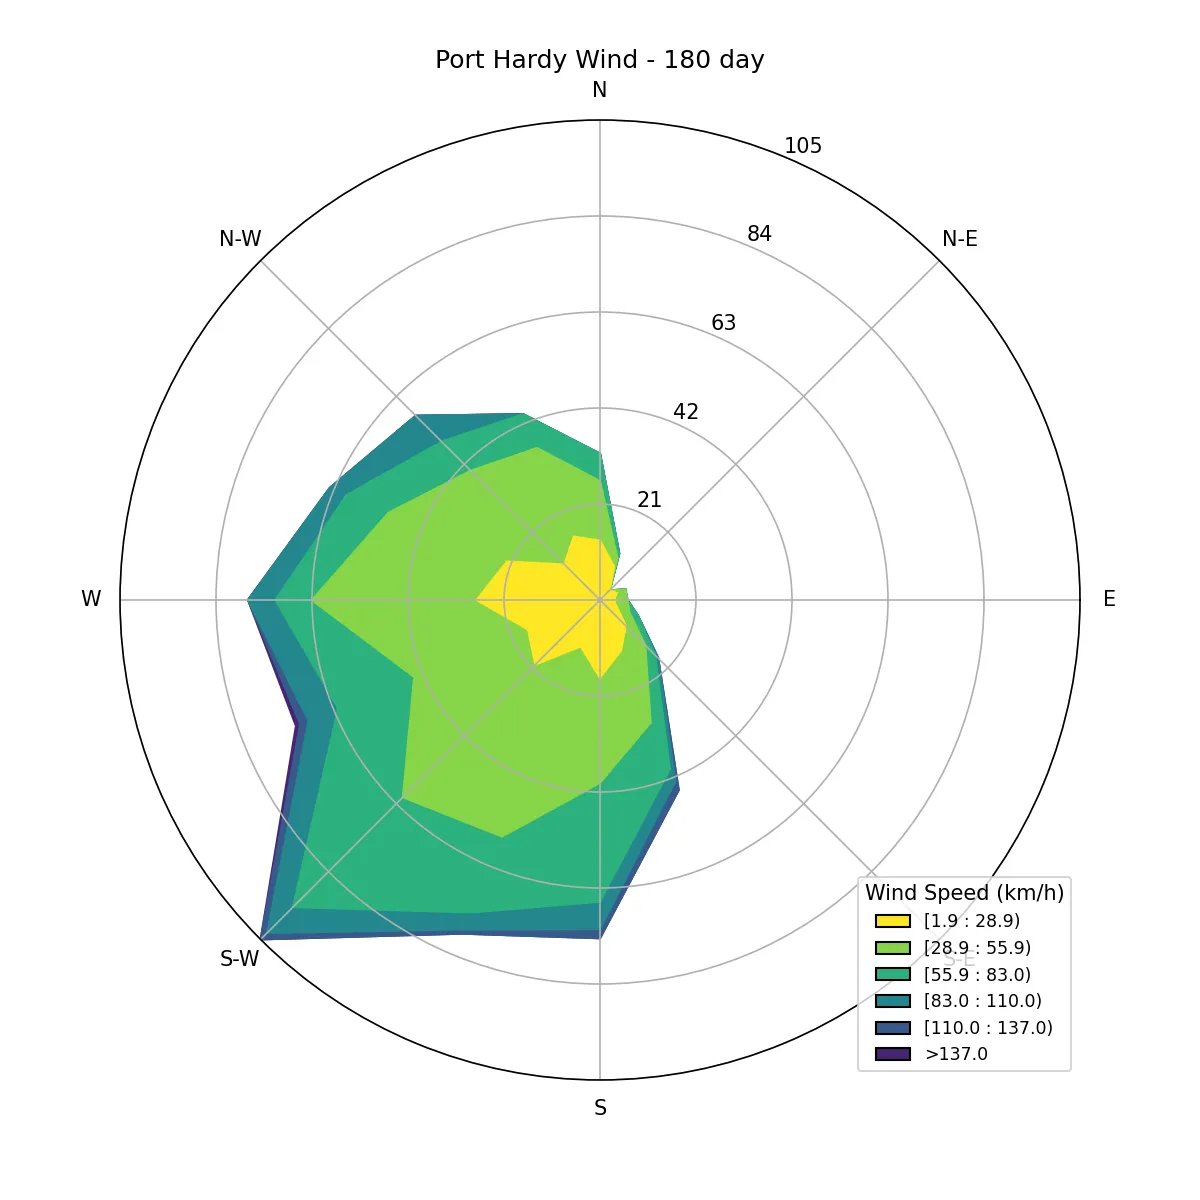 Port Hardy Wind - 180 day
N
105
N-W
84
N-E
63
42
21
W
E
Wind Speed (km/h)
[1.9 : 28.9)
[28.9 : 55.9)
S-W
S-E
[55.9 : 83.0)
[83.0 : 110.0)
[110.0 : 137.0)
>137.0
S